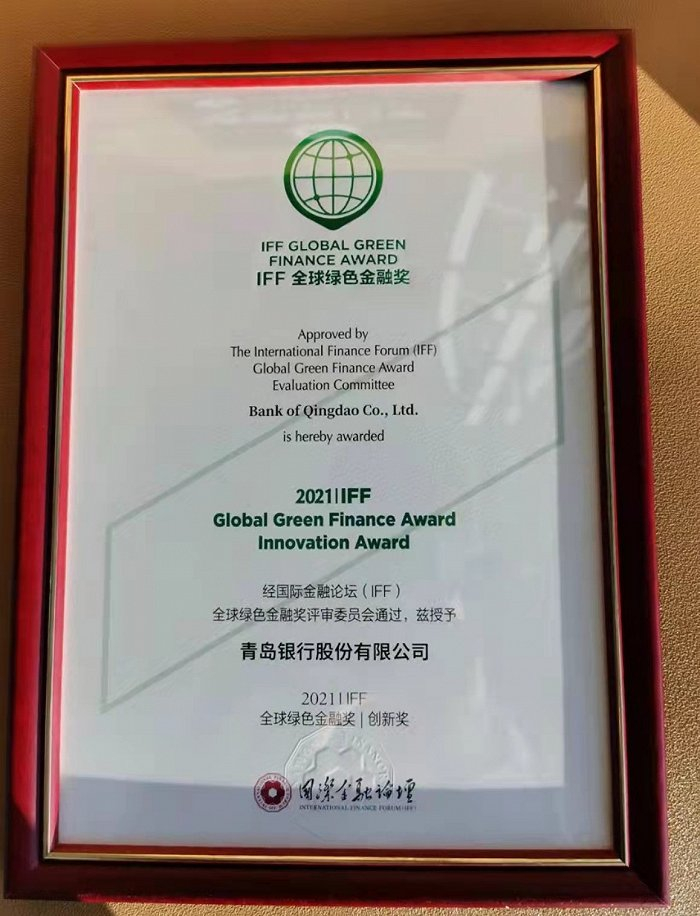 IFF GLOBAL GREEN
FINANCE AWARD
IFF 全球绿色金融奖
Approved by
The International Finance Forum (IFF)
Global Green Finance Award
Evaluation Committee
Bank of Qingdao Co., Ltd.
is hereby awarded
2021|IFF
Global Green Finance Award
Innovation Award
经国际金融论坛（IFF）
全球绿色金融奖评审委员会通过，兹授予
青岛银行股份有限公司
2021|IFF
全球绿色金融奖|创新奖
国际金融論壇
INTERNATIONAL FINANCE FORUM (IFF)